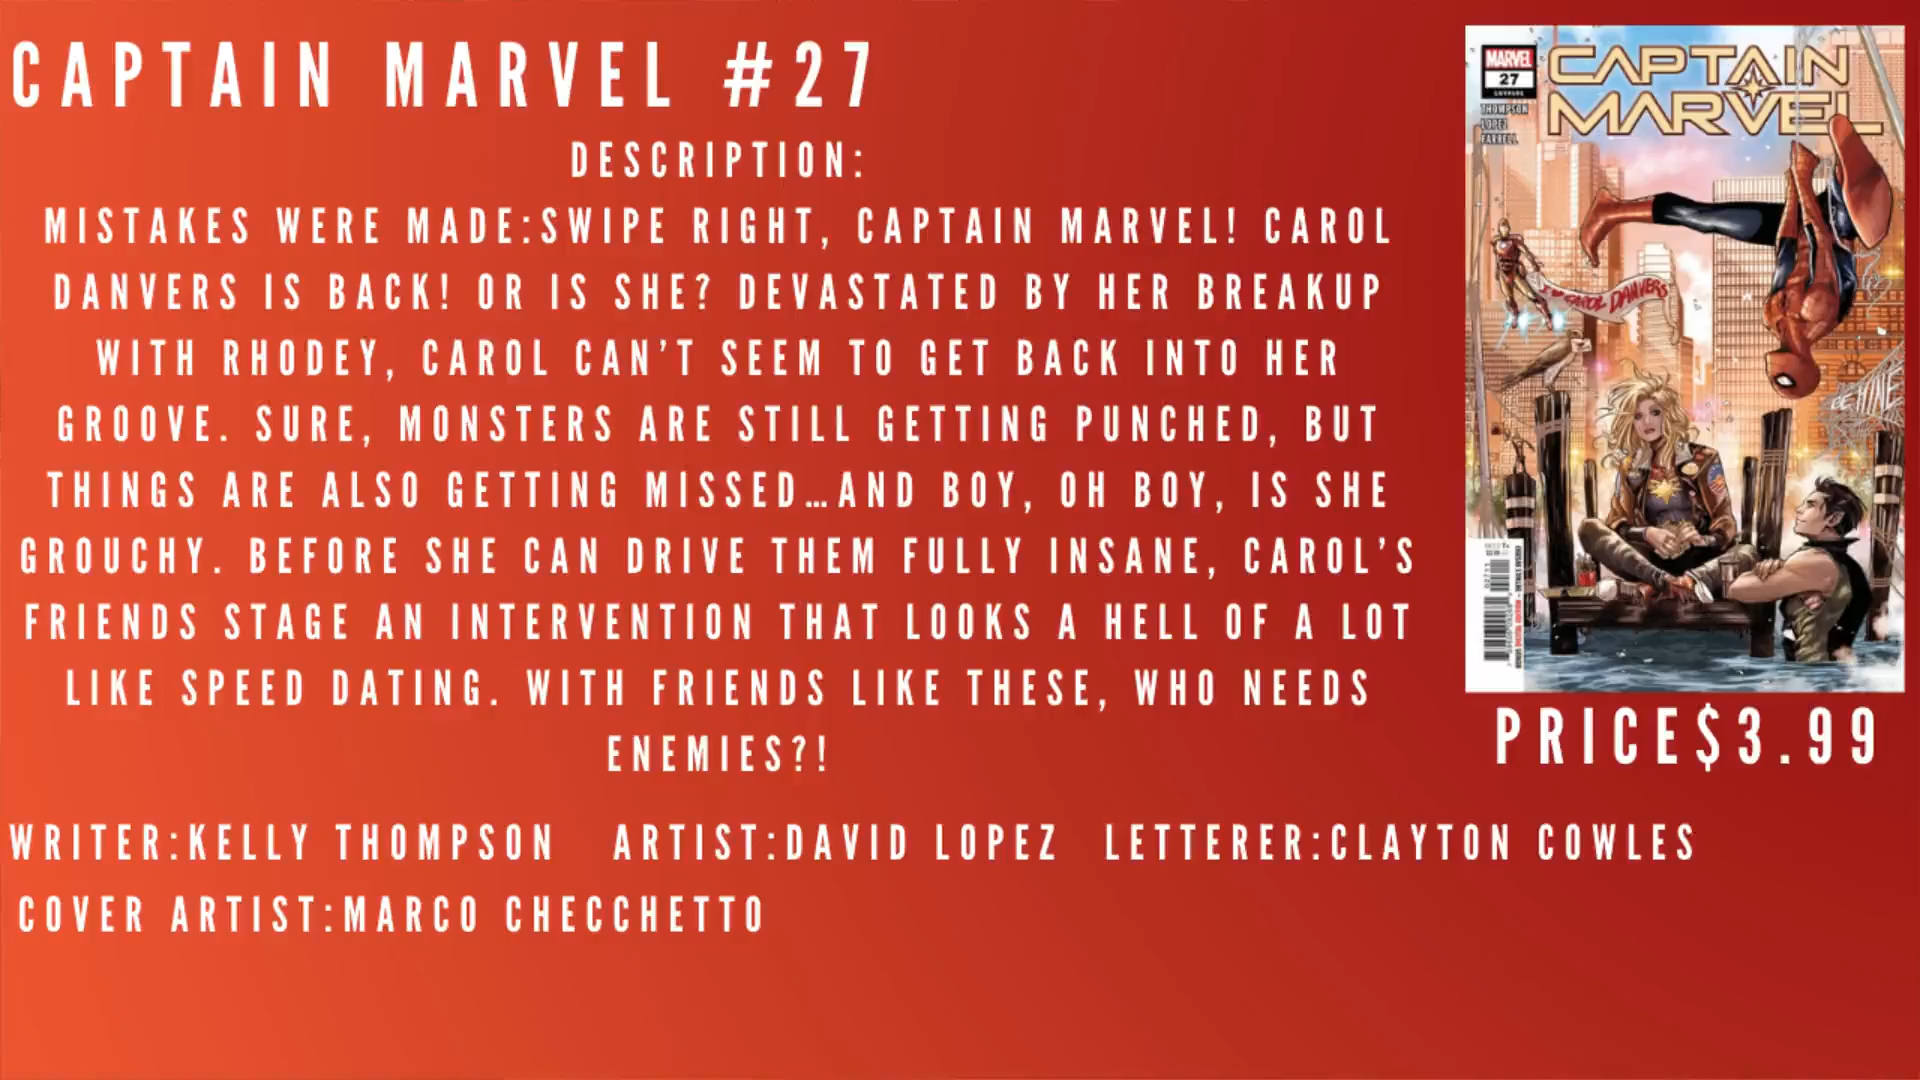 CAPTAIN MARVEL #27
DESCRIPTION:
MISTAKES WERE MADE:SWIPE RIGHT, CAPTAIN MARVEL! CAROL
DANVERS IS BACK! OR IS SHE? DEVASTATED BY HER BREAKUP
WITH RHODEY, CAROL CAN'T SEEM TO GET BACK INTO HER
GROOVE. SURE, MONSTERS ARE STILL GETTING PUNCHED, BUT
THINGS ARE ALSO GETTING MISSED...AND BOY, OH BOY, IS SHE
GROUCHY. BEFORE SHE CAN DRIVE THEM FULLY INSANE, CAROL'S
FRIENDS STAGE AN INTERVENTION THAT LOOKS A HELL OF A LOT
LIKE SPEED DATING. WITH FRIENDS LIKE THESE, WHO NEEDS
ENEMIES?!
WRITER:KELLY THOMPSON ARTIST:DAVID LOPEZ LETTERER:CLAYTON COWLES
COVER ARTIST:MARCO CHECCHETTO
MARVEL
27
THOMPSON
LOPEZ
FARRELL
CAPTAIN
MARVEL
CAROL DANVERS
BE MINE
PRICE$3.99